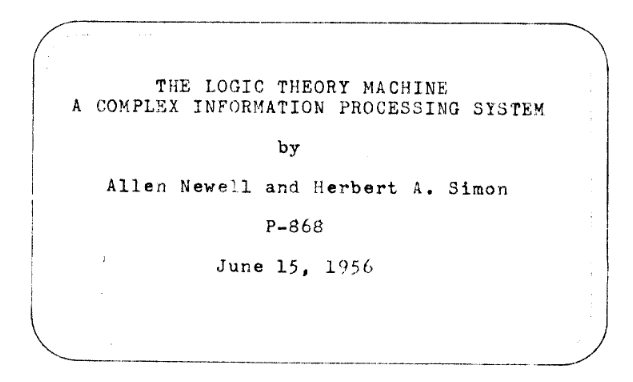 THE LOGIC THEORY MACHINE
A COMPLEX INFORMATION PROCESSING SYSTEM
by
Allen Newell and Herbert A. Simon
P-868
June 15, 1956